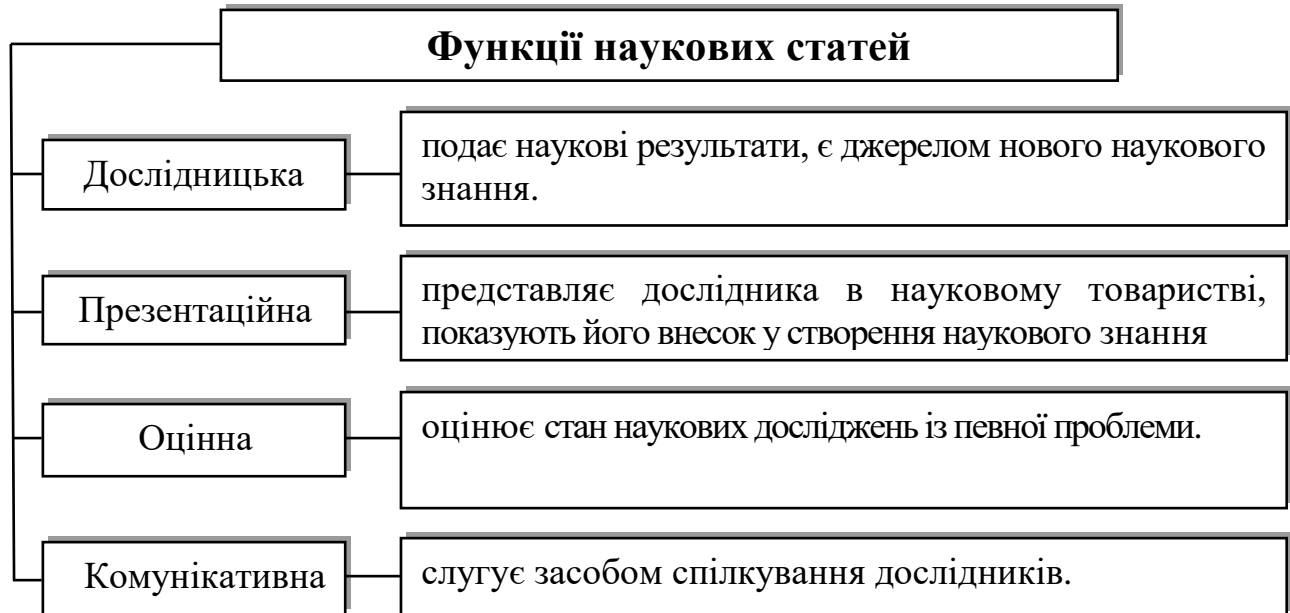 Функції наукових статей
Дослідницька
подає наукові результати, є джерелом нового наукового
знання.
Презентаційна
представляє дослідника в науковому товаристві,
показують його внесок у створення наукового знання
Оцінна
оцінює стан наукових досліджень із певної проблеми.
Комунікативна
слугує засобом спілкування дослідників.